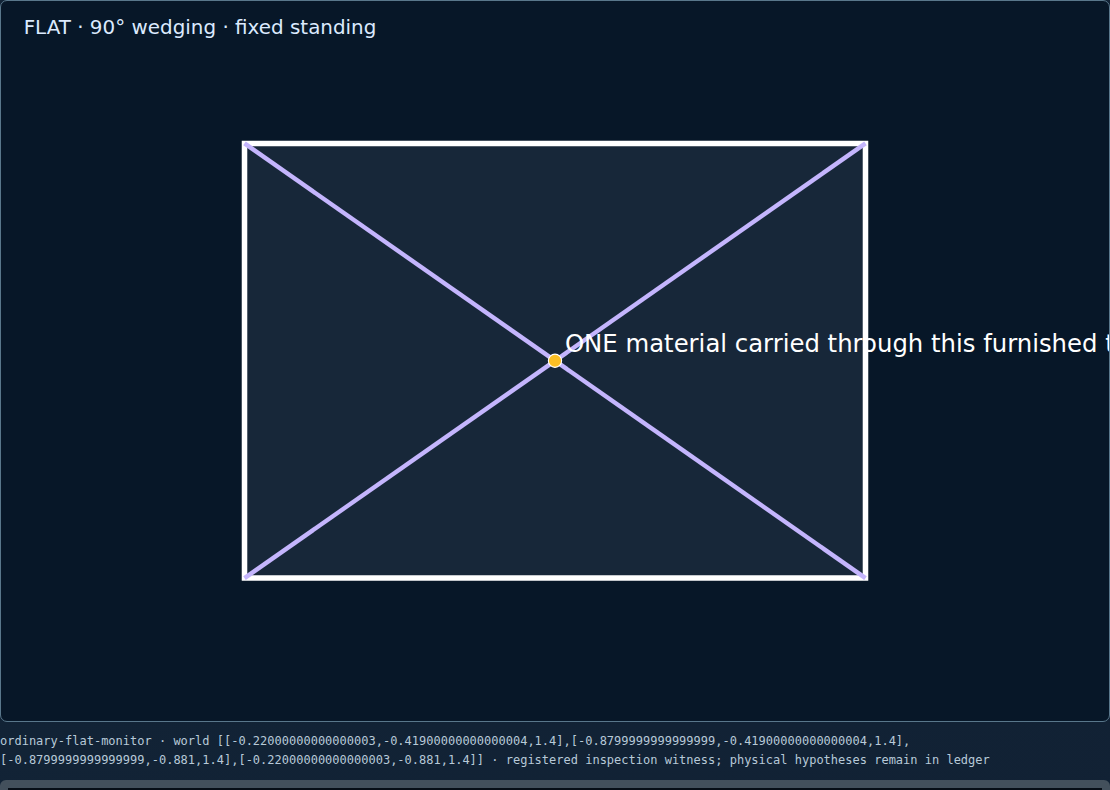 FLAT · 90° wedging · fixed standing
ONE material carried through this furnished
ordinary-flat-monitor · world [[-0.22000000000000003,-0.41900000000000004,1.4],[-0.8799999999999999,-0.41900000000000004,1.4],
[-0.8799999999999999,-0.881,1.4],[-0.22000000000000003,-0.881,1.4]] · registered inspection witness; physical hypotheses remain in ledger